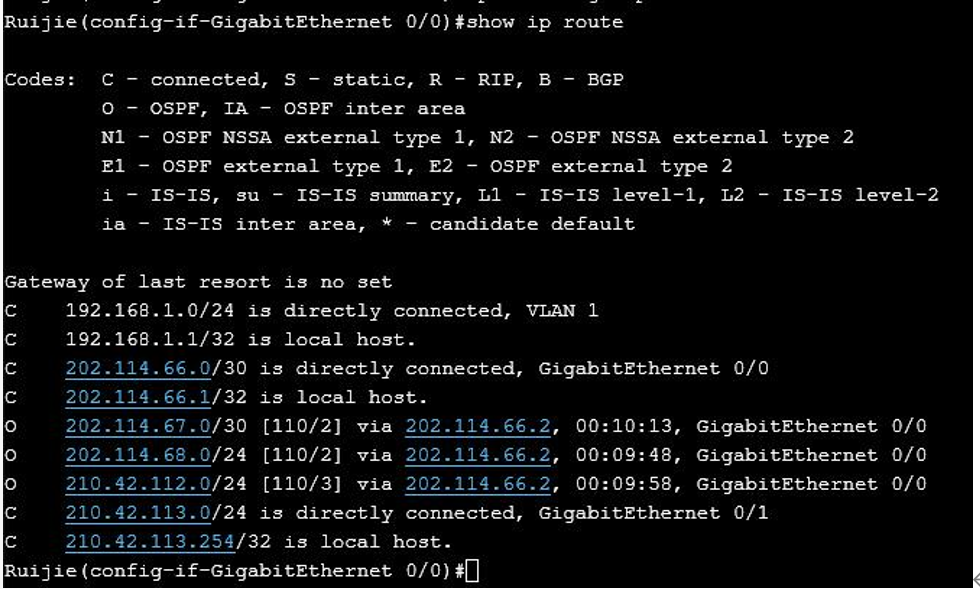 Ruijie(config-if-GigabitEthernet 0/0)#show ip route
Codes:  C - connected, S - static, R - RIP, B - BGP
        O - OSPF, IA - OSPF inter area
        N1 - OSPF NSSA external type 1, N2 - OSPF NSSA external type 2
        E1 - OSPF external type 1, E2 - OSPF external type 2
        i - IS-IS, su - IS-IS summary, L1 - IS-IS level-1, L2 - IS-IS level-2
        ia - IS-IS inter area, * - candidate default
Gateway of last resort is no set
C    192.168.1.0/24 is directly connected, VLAN 1
C    192.168.1.1/32 is local host.
C    202.114.66.0/30 is directly connected, GigabitEthernet 0/0
C    202.114.66.1/32 is local host.
O    202.114.67.0/30 [110/2] via 202.114.66.2, 00:10:13, GigabitEthernet 0/0
O    202.114.68.0/24 [110/2] via 202.114.66.2, 00:09:48, GigabitEthernet 0/0
O    210.42.112.0/24 [110/3] via 202.114.66.2, 00:09:58, GigabitEthernet 0/0
C    210.42.113.0/24 is directly connected, GigabitEthernet 0/1
C    210.42.113.254/32 is local host.
Ruijie(config-if-GigabitEthernet 0/0)#